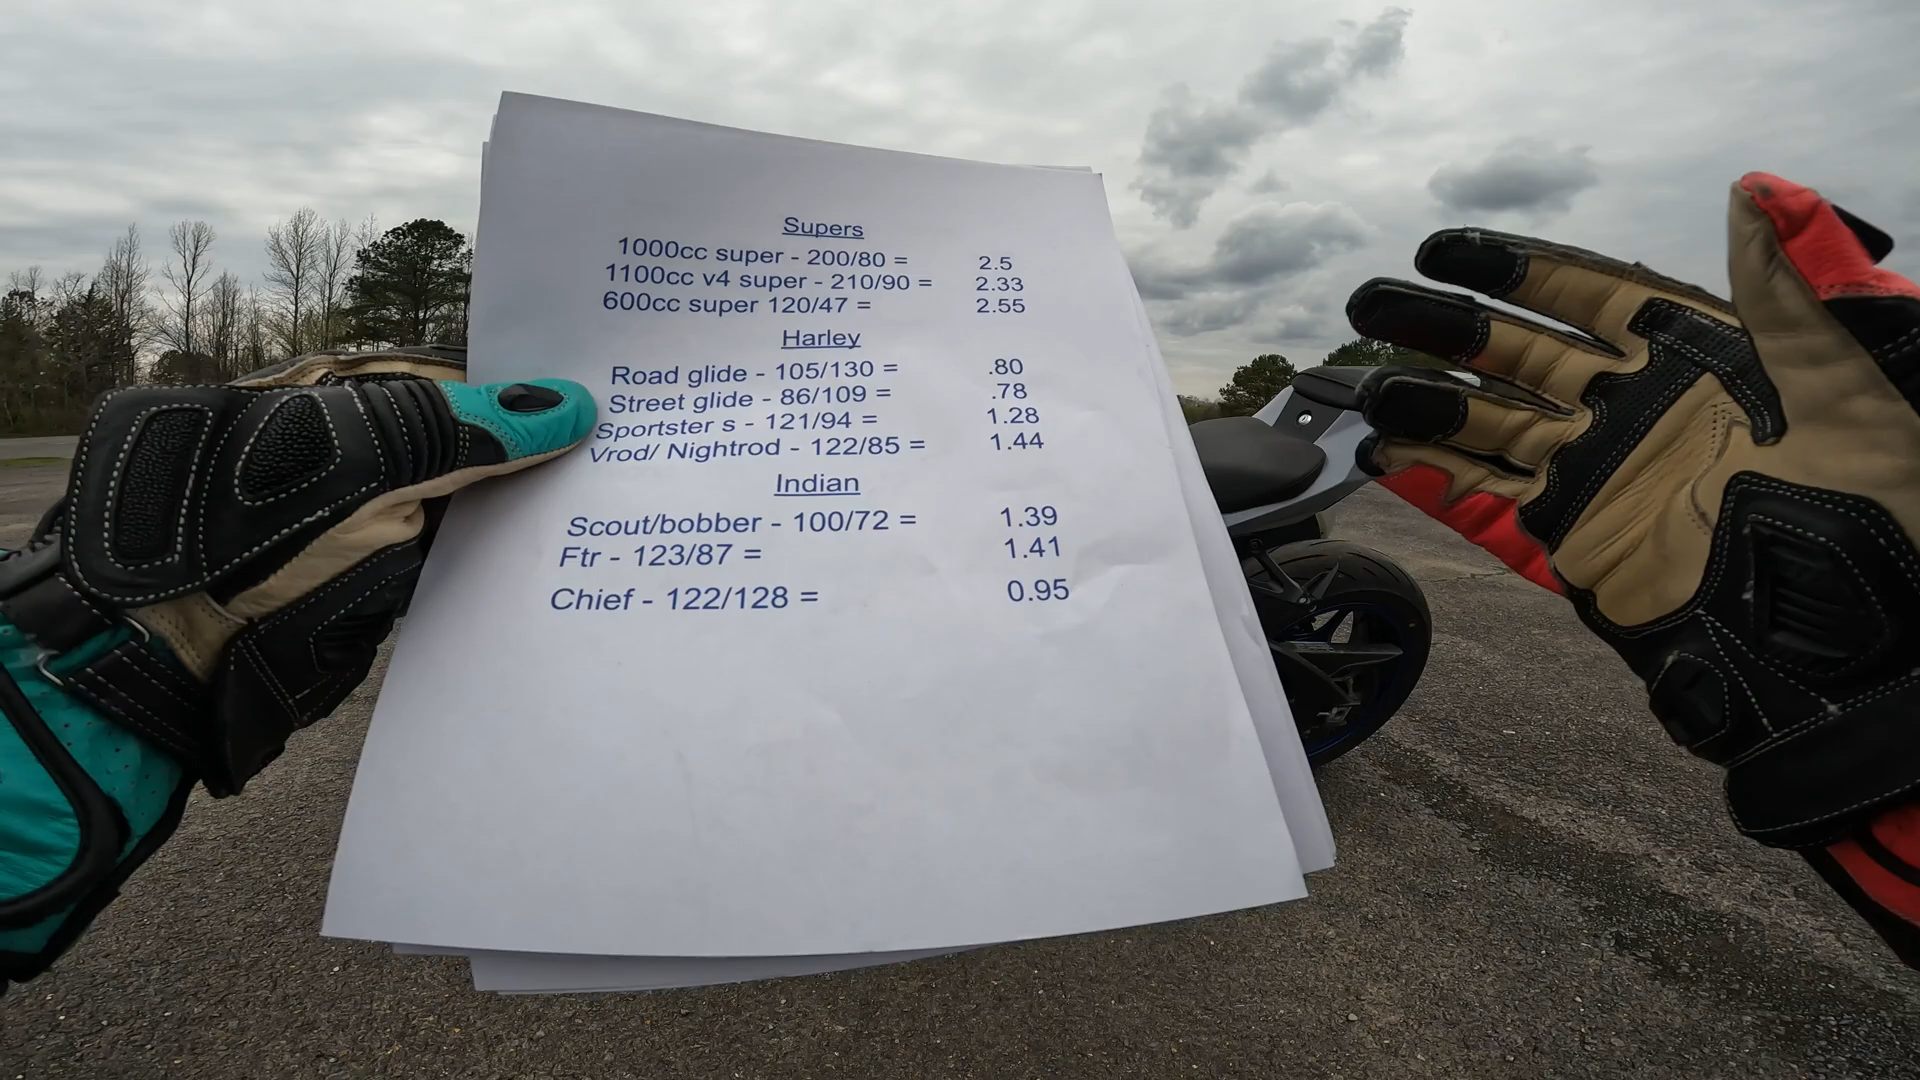 Supers
1000cc super - 200/80 = 2.5
1100cc v4 super - 210/90 = 2.33
600cc super 120/47 = 2.55
Harley
Road glide - 105/130 = .80
Street glide - 86/109 = .78
Sportster s - 121/94 = 1.28
Vrod/ Nightrod - 122/85 = 1.44
Indian
Scout/bobber - 100/72 = 1.39
Ftr - 123/87 = 1.41
Chief - 122/128 = 0.95